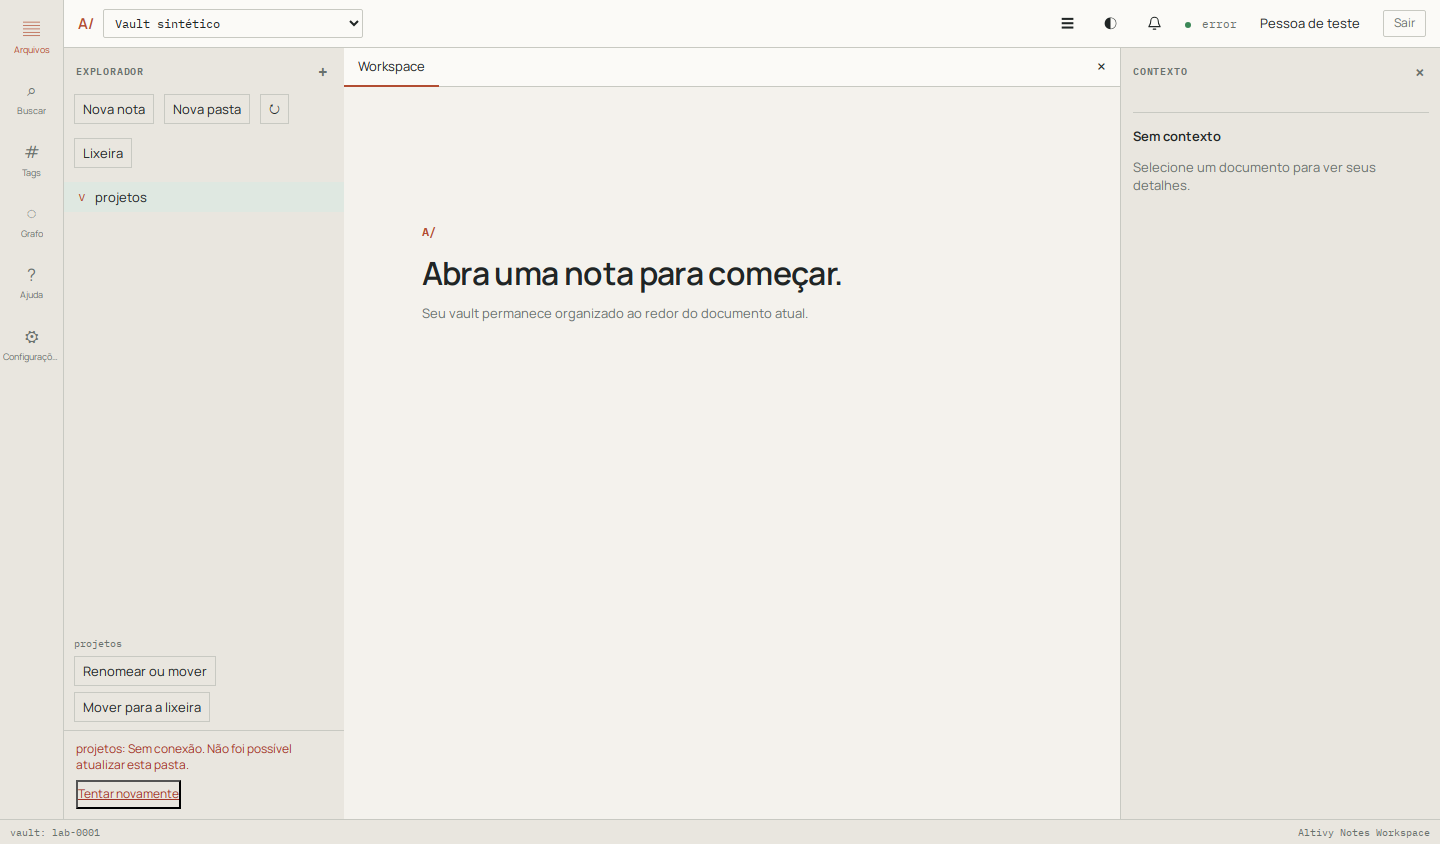 A/ Vault sintético error Pessoa de teste Sair
Arquivos
Buscar
# Tags
Grafo
? Ajuda
Configuraçõ…
EXPLORADOR +
Nova nota Nova pasta
Lixeira
v projetos
projetos
Renomear ou mover
Mover para a lixeira
projetos: Sem conexão. Não foi possível
atualizar esta pasta.
Tentar novamente
Workspace ×
A/
Abra uma nota para começar.
Seu vault permanece organizado ao redor do documento atual.
CONTEXTO ×
Sem contexto
Selecione um documento para ver seus
detalhes.
vault: lab-0001 Altivy Notes Workspace